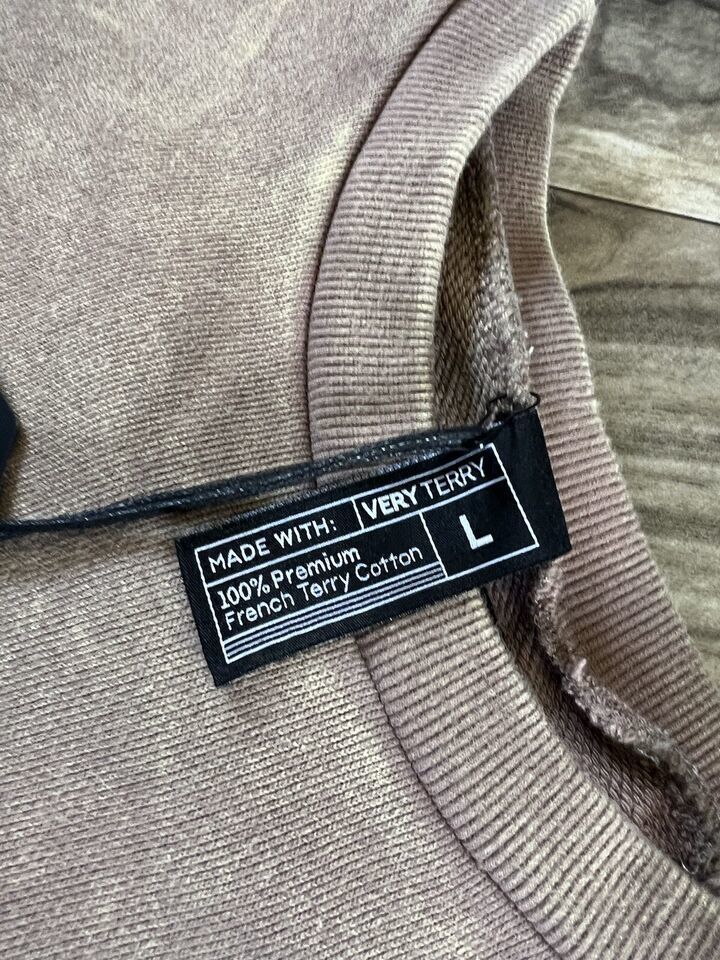 MADE WITH: VERY TERRY
100% Premium
French Terry Cotton
L